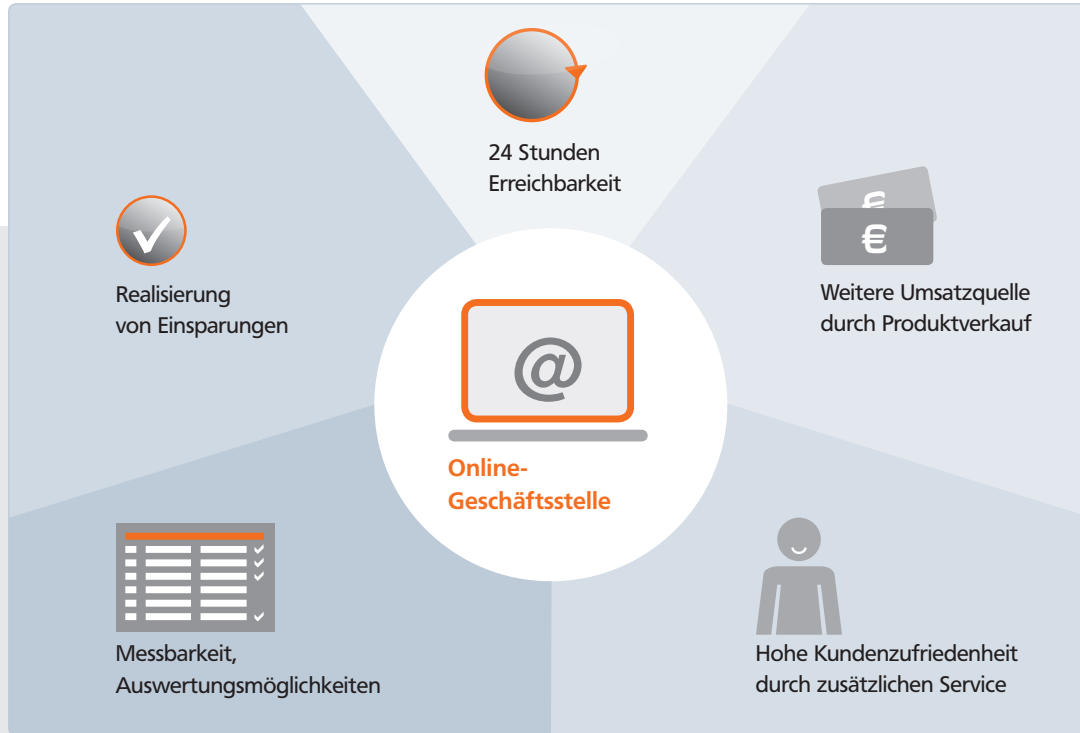 24 Stunden
Erreichbarkeit
€
€
Weitere Umsatzquelle
durch Produktverkauf
Realisierung
von Einsparungen
@
Online-
Geschäftsstelle
Messbarkeit,
Auswertungsmöglichkeiten
Hohe Kundenzufriedenheit
durch zusätzlichen Service